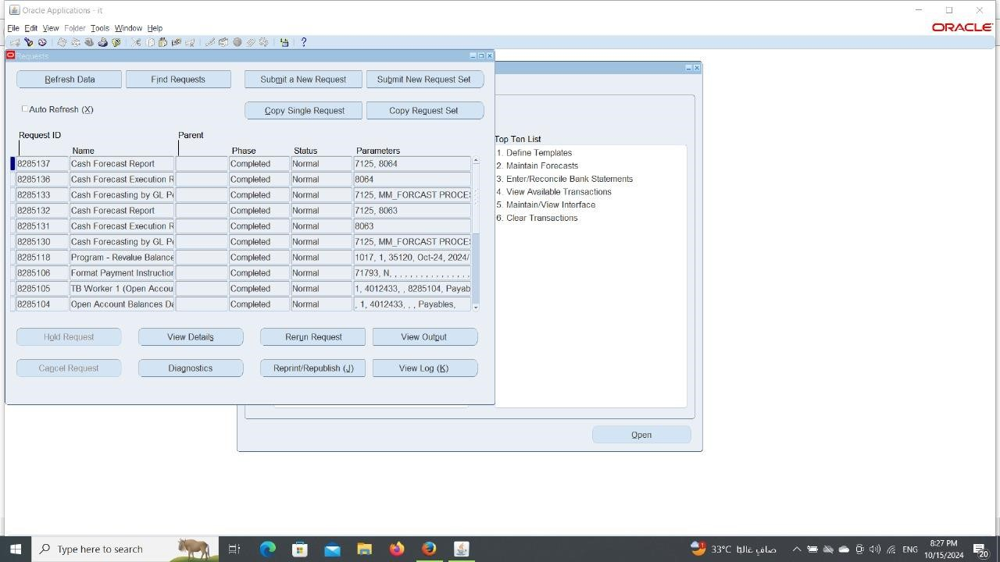 Oracle Applications - it
File Edit View Folder Tools Window Help
ORACLE
Requests
Refresh Data Find Requests Submit a New Request Submit New Request Set
Auto Refresh (X) Copy Single Request Copy Request Set
Request ID Parent
Name Phase Status Parameters
8285137 Cash Forecast Report Completed Normal 7125, 8064
8285136 Cash Forecast Execution R Completed Normal 8064
8285133 Cash Forecasting by GL Pe Completed Normal 7125, MM_FORCAST PROCES
8285132 Cash Forecast Report Completed Normal 7125, 8063
8285131 Cash Forecast Execution R Completed Normal 8063
8285130 Cash Forecasting by GL Pe Completed Normal 7125, MM_FORCAST PROCES
8285118 Program - Revalue Balance Completed Normal 1017, 1, 35120, Oct-24, 2024/
8285106 Format Payment Instruction Completed Normal 71793, N, , , , , , , , , , , , , , ,
8285105 TB Worker 1 (Open Accou Completed Normal 1, 4012433, , 8285104, Payab
8285104 Open Account Balances Da Completed Normal , 1, 4012433, , , Payables,
Hold Request View Details Rerun Request View Output
Cancel Request Diagnostics Reprint/Republish (J) View Log (K)
Top Ten List
1. Define Templates
2. Maintain Forecasts
3. Enter/Reconcile Bank Statements
4. View Available Transactions
5. Maintain/View Interface
6. Clear Transactions
Open
Type here to search
1
33°C صافي غالبًا
ENG
8:27 PM
10/15/2024
20